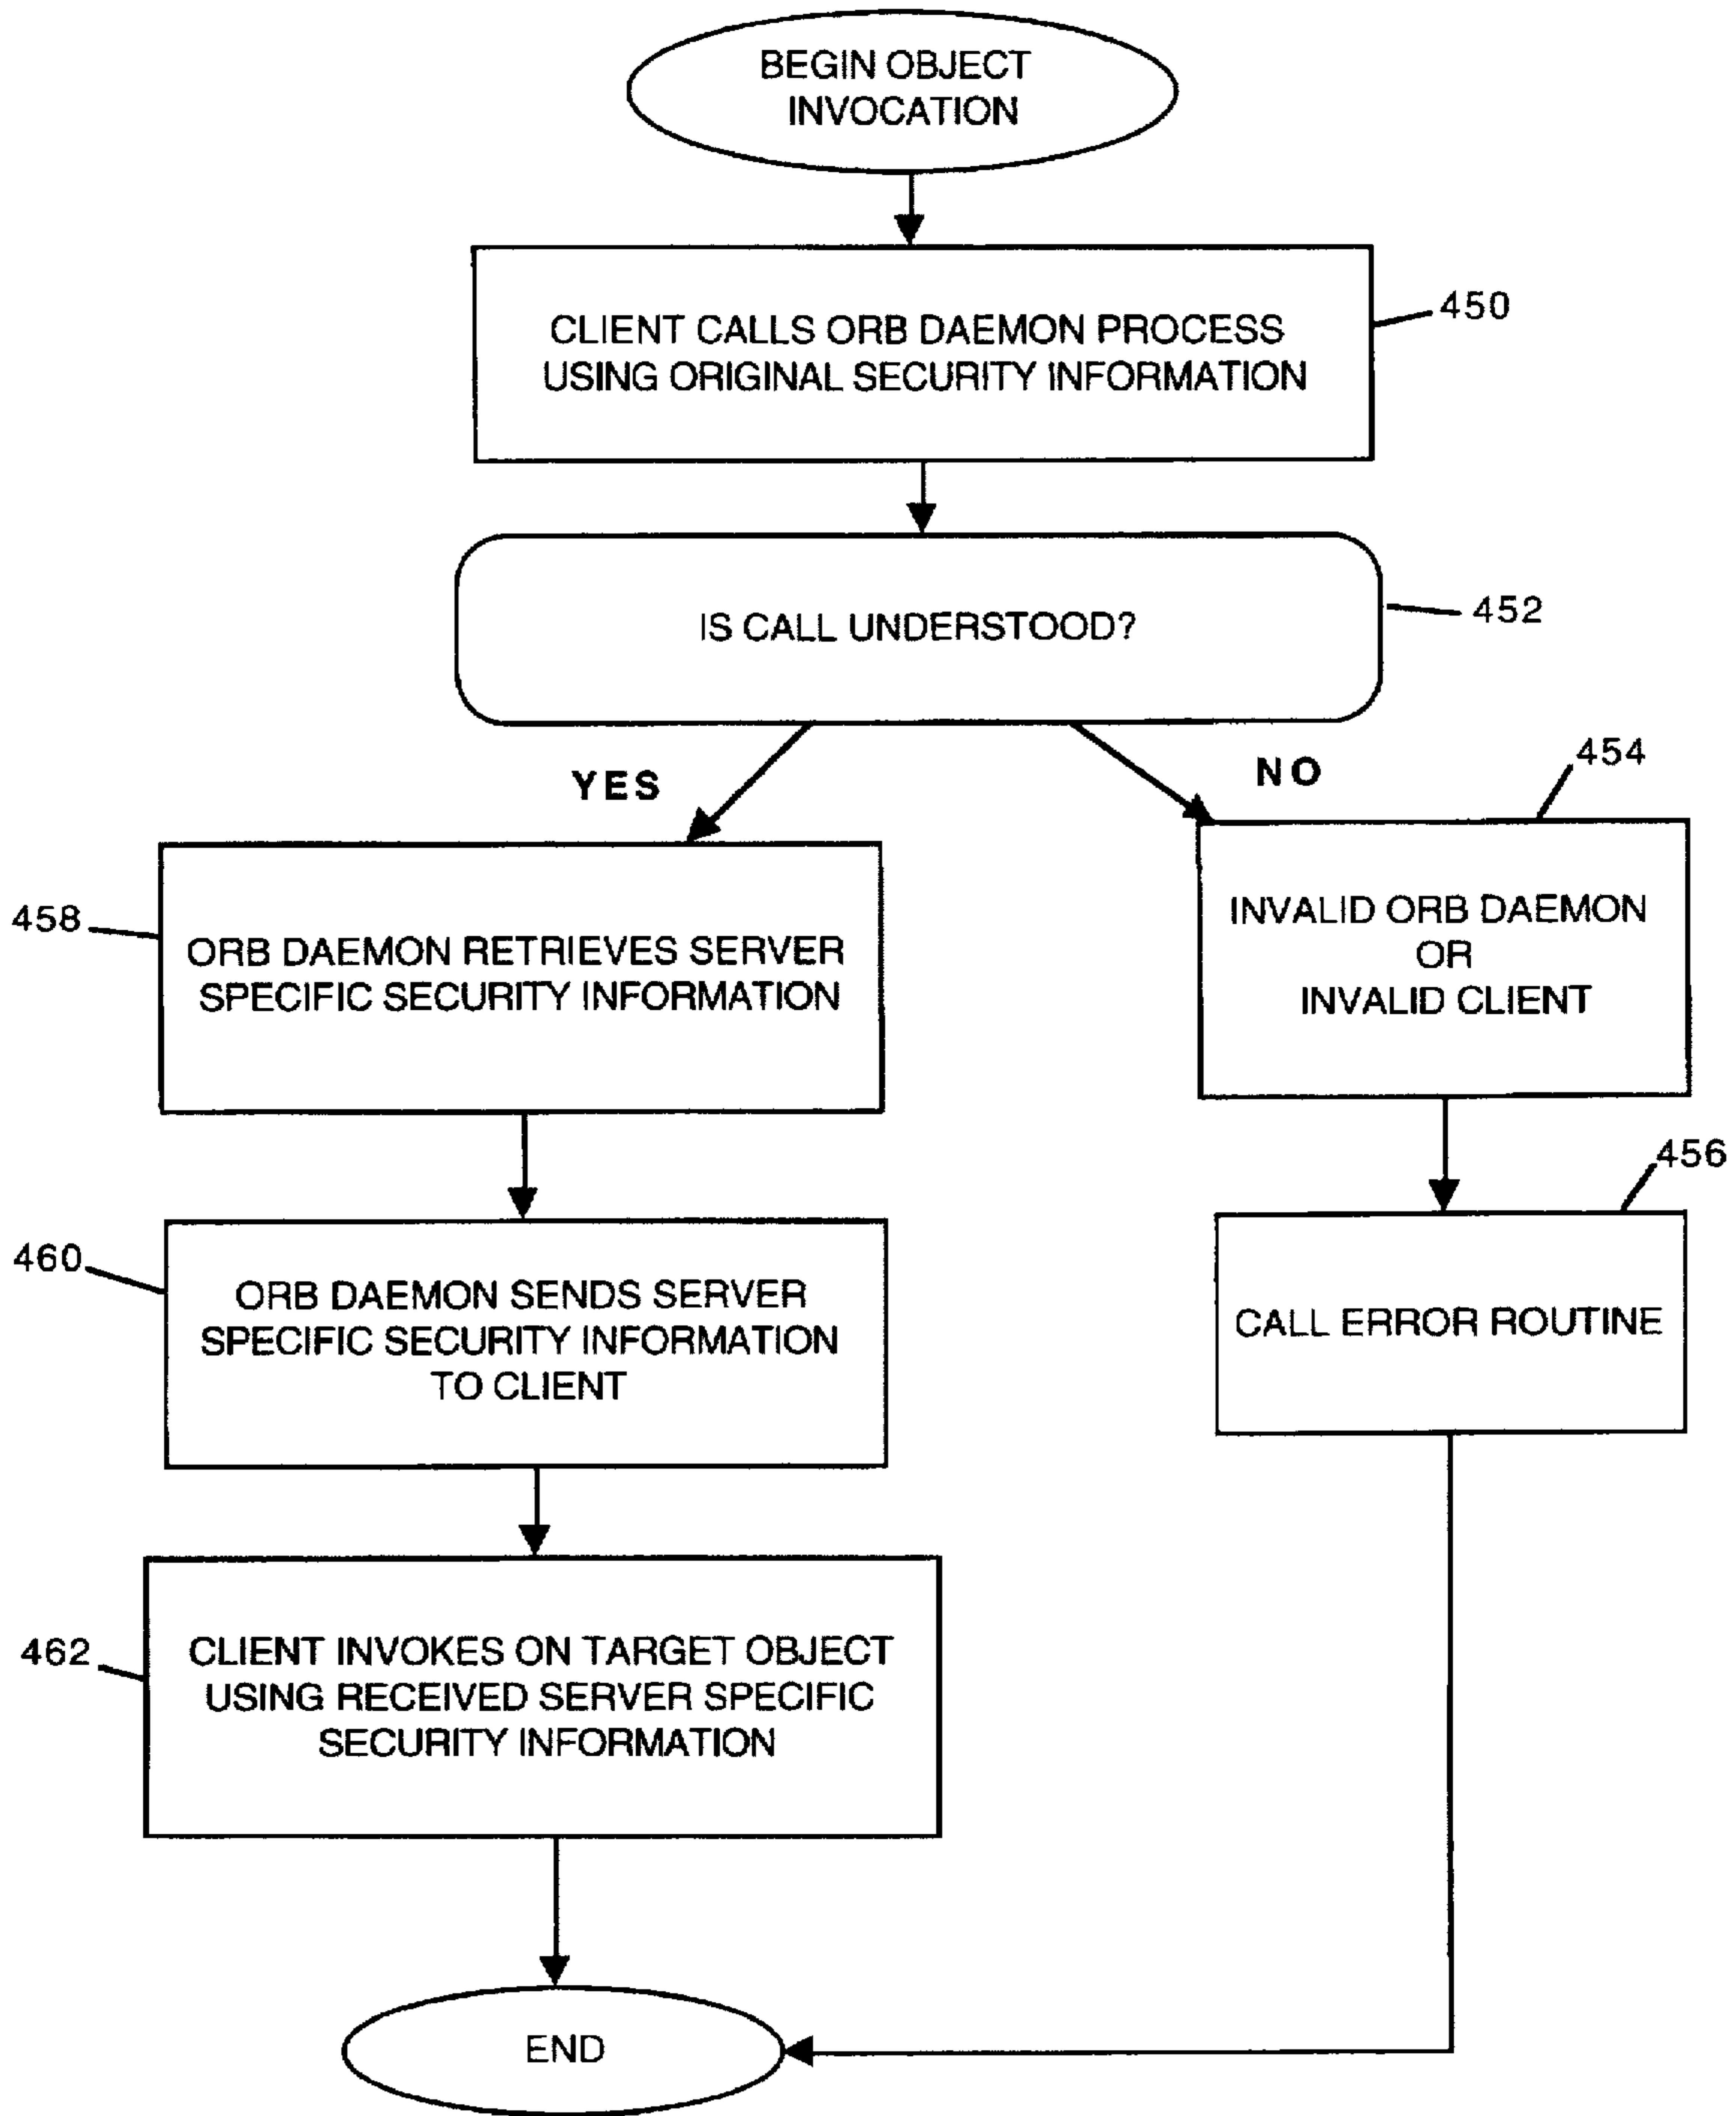 BEGIN OBJECT
INVOCATION
450
CLIENT CALLS ORB DAEMON PROCESS
USING ORIGINAL SECURITY INFORMATION
452
IS CALL UNDERSTOOD?
YES
NO
454
458
ORB DAEMON RETRIEVES SERVER
SPECIFIC SECURITY INFORMATION
INVALID ORB DAEMON
OR
INVALID CLIENT
456
460
ORB DAEMON SENDS SERVER
SPECIFIC SECURITY INFORMATION
TO CLIENT
CALL ERROR ROUTINE
462
CLIENT INVOKES ON TARGET OBJECT
USING RECEIVED SERVER SPECIFIC
SECURITY INFORMATION
END